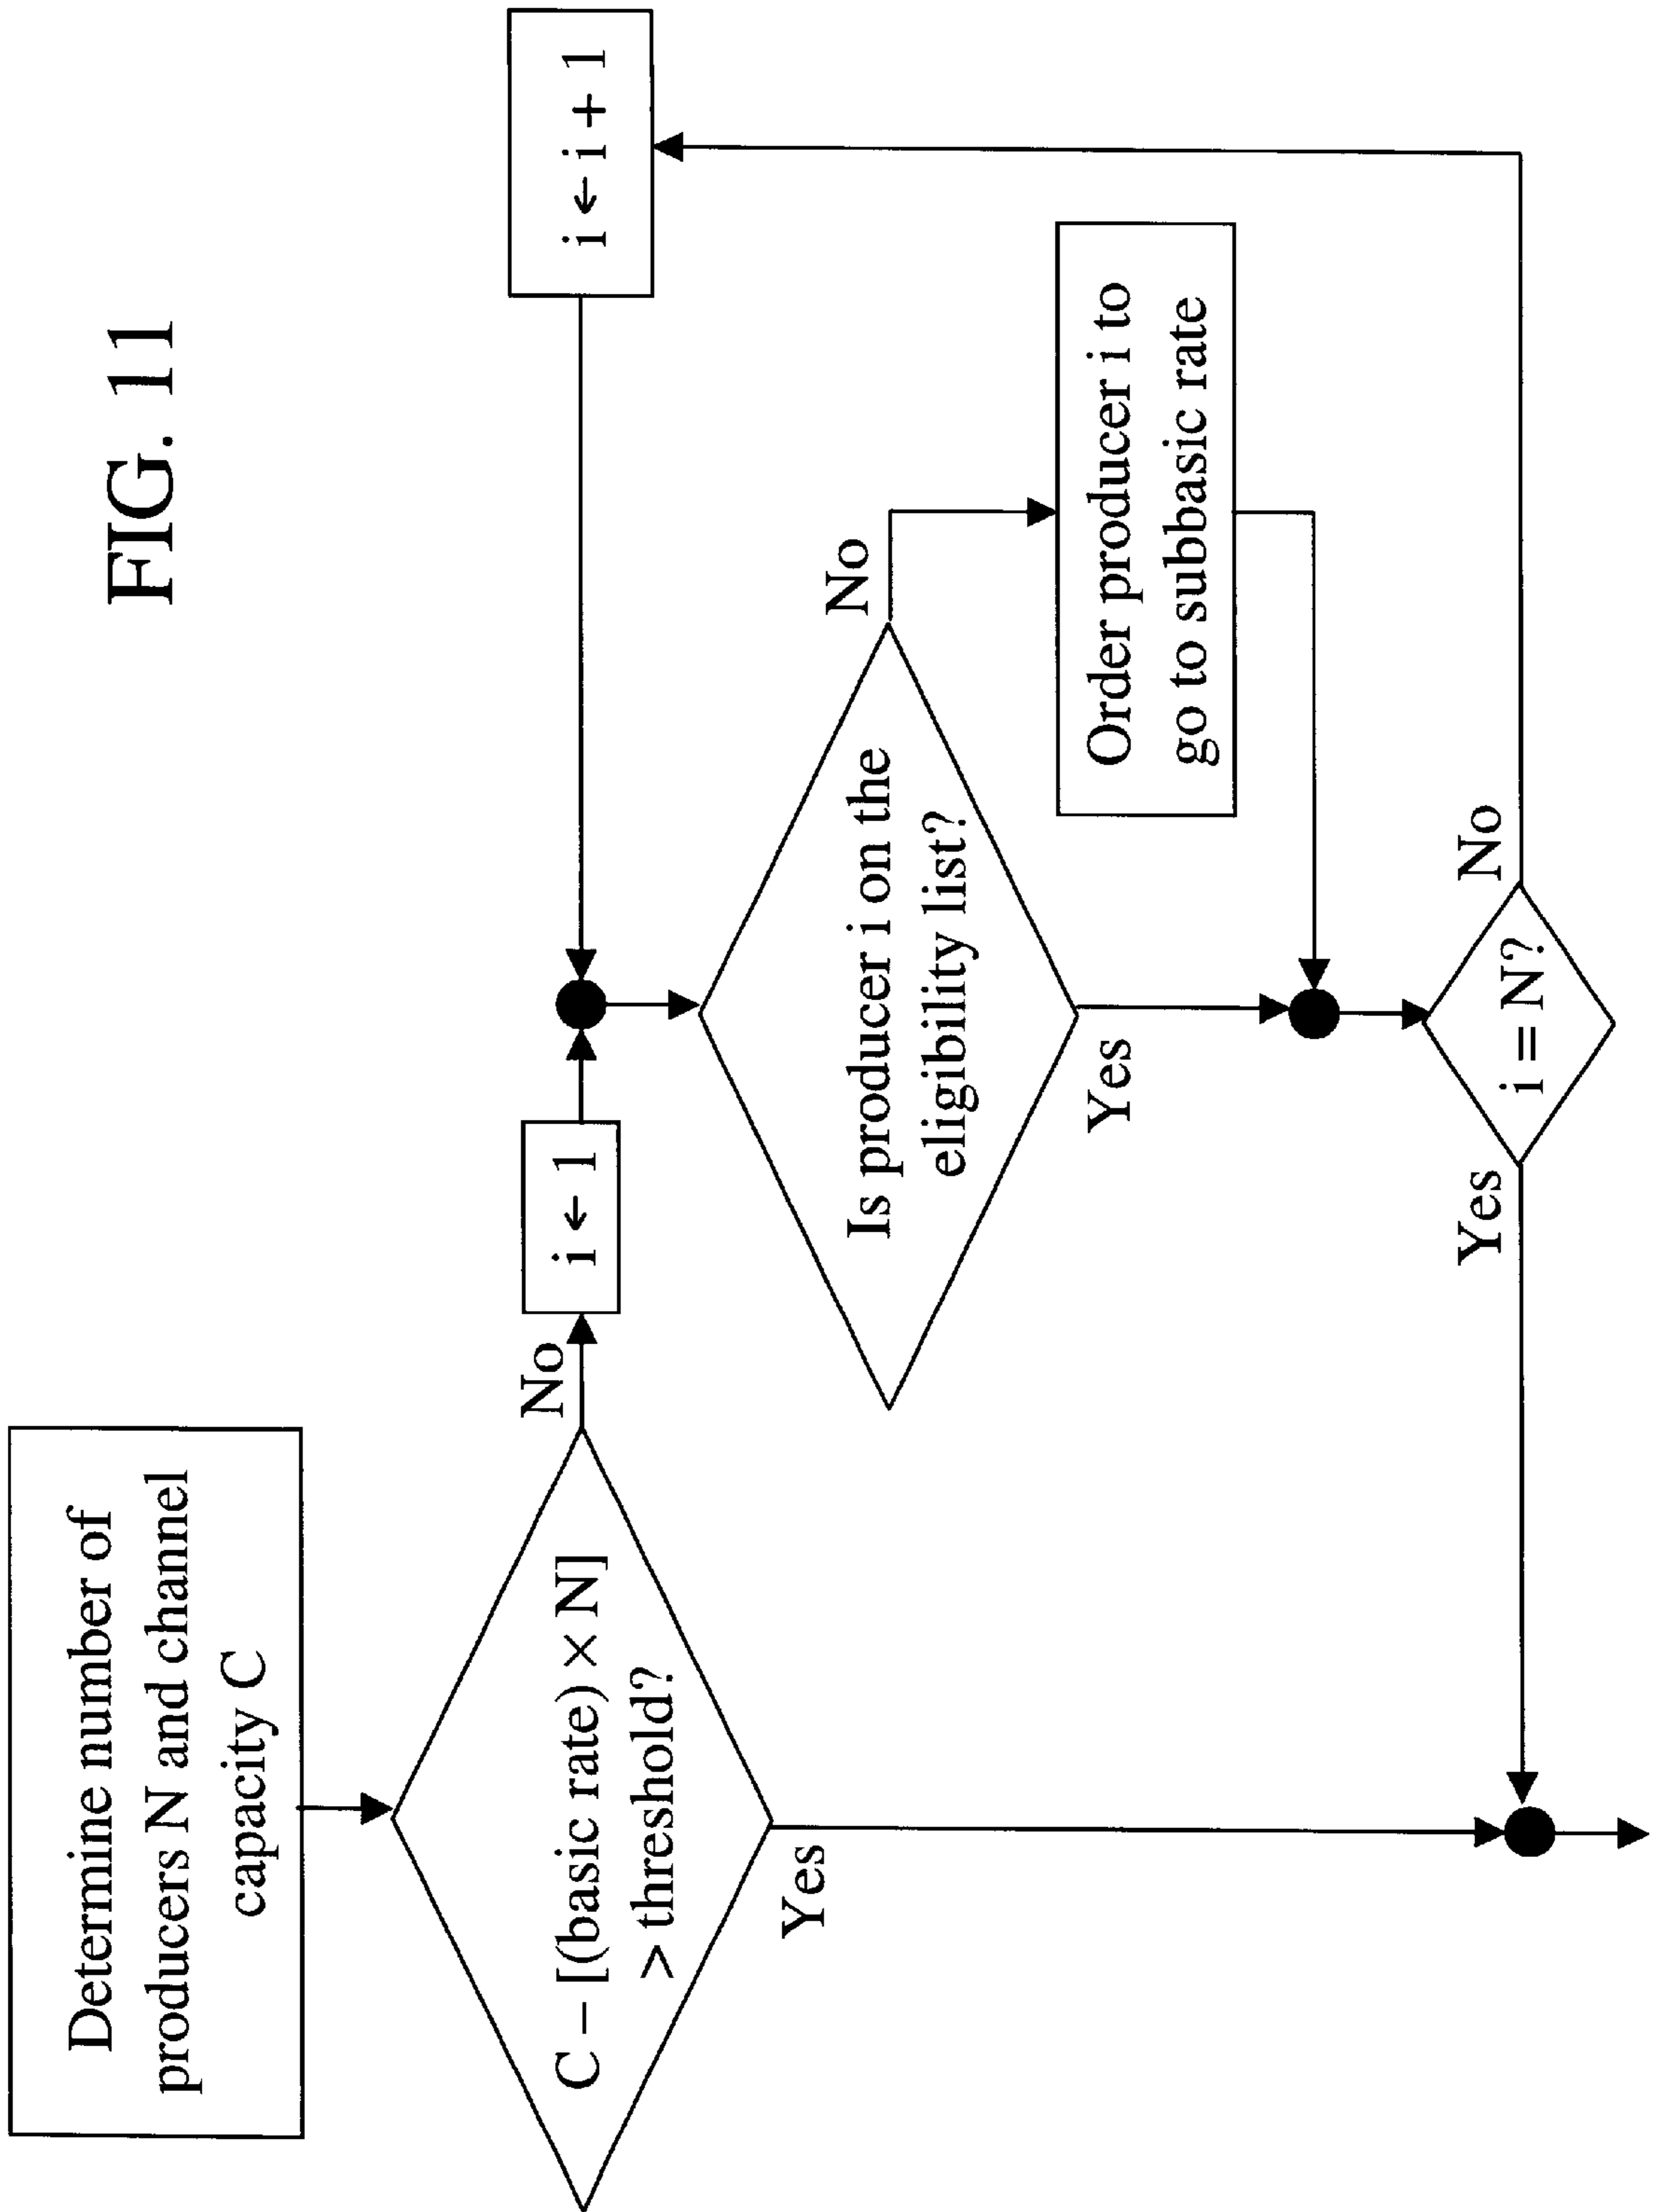 FIG. 11
Determine number of
producers N and channel
capacity C
C – [(basic rate) × N]
> threshold?
No
Yes
i ← 1
i ← i + 1
Is producer i on the
eligibility list?
No
Yes
Order producer i to
go to subbasic rate
i = N?
No
Yes